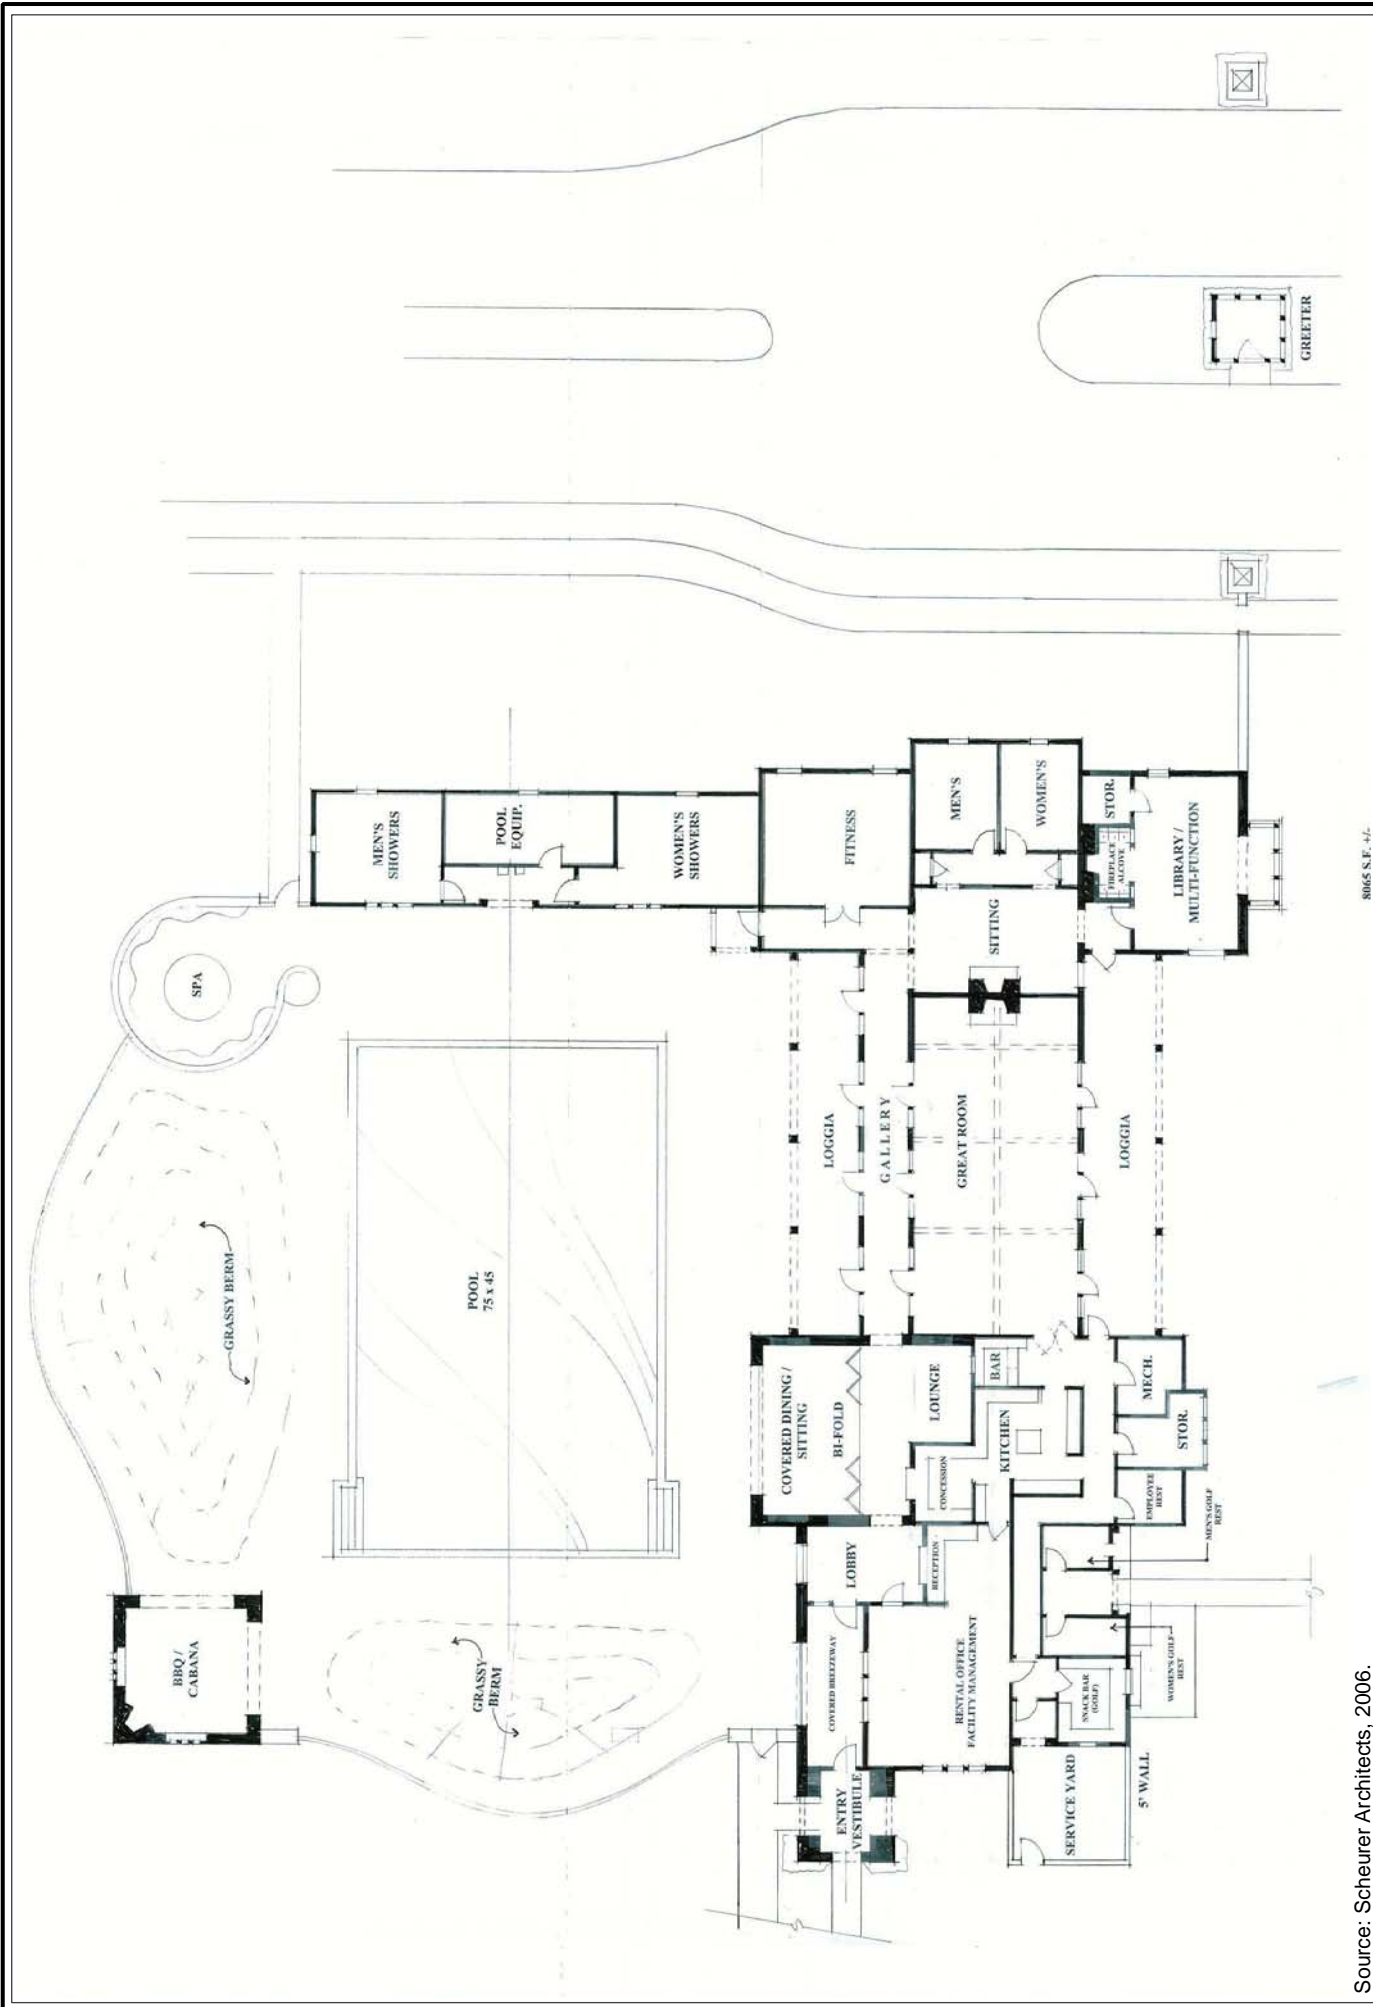 BBQ /
CABANA
GRASSY BERM
SPA
GRASSY
BERM
POOL
75 x 45
MEN'S
SHOWERS
POOL
EQUIP.
WOMEN'S
SHOWERS
ENTRY
VESTIBULE
COVERED BREEZEWAY
LOBBY
COVERED DINING /
SITTING
BI-FOLD
LOUNGE
LOGGIA
GALLERY
FITNESS
RECEPTION
RENTAL OFFICE
FACILITY MANAGEMENT
CONCESSION
KITCHEN
BAR
GREAT ROOM
SITTING
MEN'S
WOMEN'S
SERVICE YARD
5' WALL
SNACK BAR
(GOLF)
WOMEN'S GOLF
REST
MEN'S GOLF
REST
EMPLOYEE
REST
STOR.
MECH.
LOGGIA
FIREPLACE
ALCOVE
STOR.
LIBRARY /
MULTI-FUNCTION
GREETER
8065 S.F. +/-
Source: Scheurer Architects, 2006.